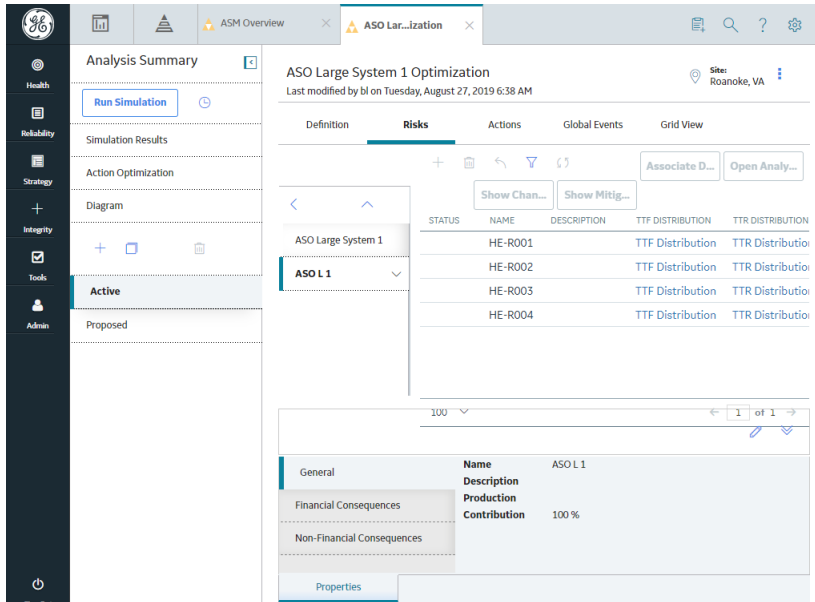 ASM Overview
ASO Lar...ization
Health
Reliability
Strategy
Integrity
Tools
Admin
Analysis Summary
Run Simulation
Simulation Results
Action Optimization
Diagram
Active
Proposed
ASO Large System 1 Optimization
Last modified by bl on Tuesday, August 27, 2019 6:38 AM
Site:
Roanoke, VA
Definition Risks Actions Global Events Grid View
Associate D... Open Analy...
Show Chan... Show Mitig...
ASO Large System 1
ASO L 1
STATUS NAME DESCRIPTION TTF DISTRIBUTION TTR DISTRIBUTION
HE-R001 TTF Distribution TTR Distributio
HE-R002 TTF Distribution TTR Distributio
HE-R003 TTF Distribution TTR Distributio
HE-R004 TTF Distribution TTR Distributio
100 1 of 1
General
Financial Consequences
Non-Financial Consequences
Name ASO L 1
Description
Production
Contribution 100 %
Properties